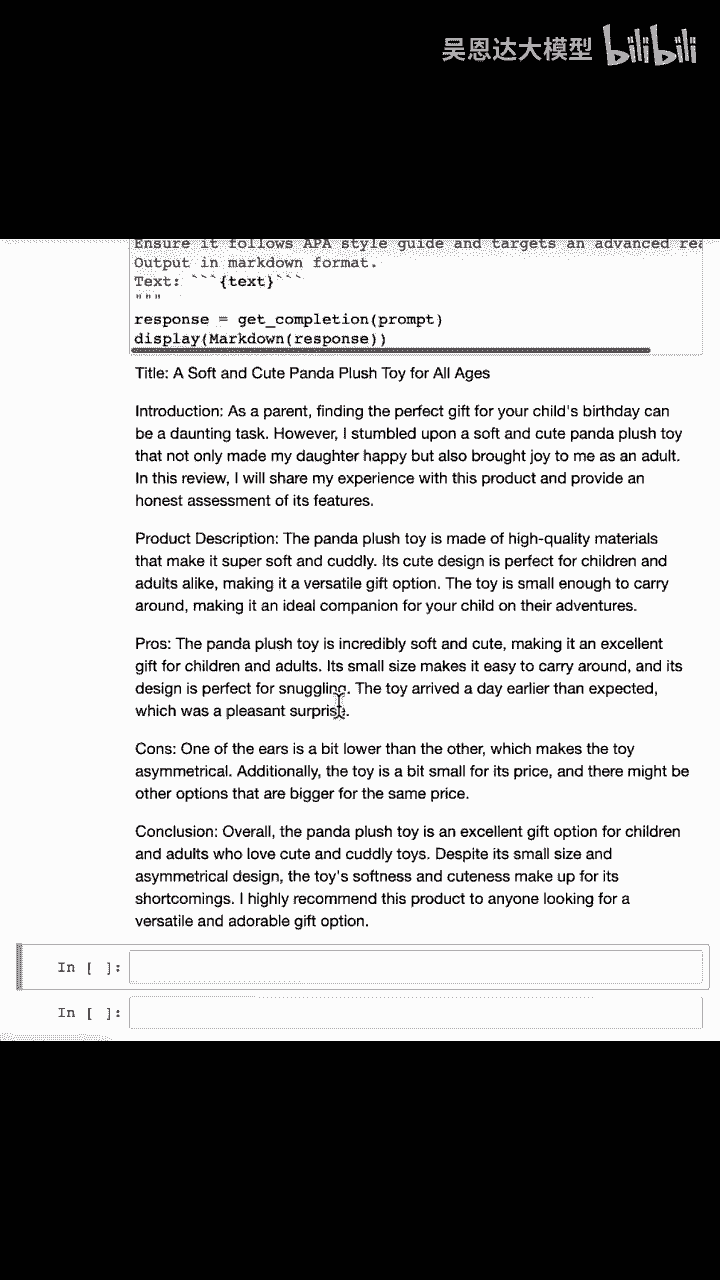 吴恩达大模型 bilibili
Ensure it follows APA style guide and targets an advanced rea
Output in markdown format.
Text: ```{text}```
"""
response = get_completion(prompt)
display(Markdown(response))
Title: A Soft and Cute Panda Plush Toy for All Ages
Introduction: As a parent, finding the perfect gift for your child's birthday can
be a daunting task. However, I stumbled upon a soft and cute panda plush toy
that not only made my daughter happy but also brought joy to me as an adult.
In this review, I will share my experience with this product and provide an
honest assessment of its features.
Product Description: The panda plush toy is made of high-quality materials
that make it super soft and cuddly. Its cute design is perfect for children and
adults alike, making it a versatile gift option. The toy is small enough to carry
around, making it an ideal companion for your child on their adventures.
Pros: The panda plush toy is incredibly soft and cute, making it an excellent
gift for children and adults. Its small size makes it easy to carry around, and its
design is perfect for snuggling. The toy arrived a day earlier than expected,
which was a pleasant surprise.
Cons: One of the ears is a bit lower than the other, which makes the toy
asymmetrical. Additionally, the toy is a bit small for its price, and there might be
other options that are bigger for the same price.
Conclusion: Overall, the panda plush toy is an excellent gift option for children
and adults who love cute and cuddly toys. Despite its small size and
asymmetrical design, the toy's softness and cuteness make up for its
shortcomings. I highly recommend this product to anyone looking for a
versatile and adorable gift option.
In [ ]:
In [ ]: